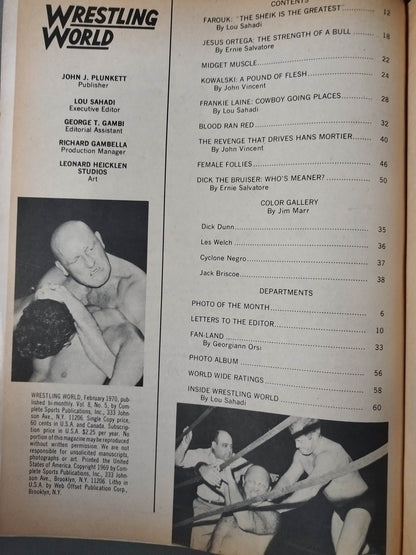 WRESTLING
WORLD
JOHN J. PLUNKETT
Publisher
LOU SAHADI
Executive Editor
GEORGE T. GAMBI
Editorial Assistant
RICHARD GAMBELLA
Production Manager
LEONARD HEICKLEN
STUDIOS
Art
WRESTLING WORLD, February 1970, pub-
lished bi-monthly. Vol. 8, No. 5, by Com-
plete Sports Publications, Inc., 333 John-
son Ave., N.Y. 11206. Single Copy price,
60 cents in U.S.A. and Canada. Subscrip-
tion price in U.S.A. $2.25 per year. No
portion of this magazine may be reproduced
without written permission. We are not
responsible for unsolicited manuscripts,
photographs or art. Printed the United
States of America. Copyright 1969 by Com-
plete Sports Publications, Inc., 333 John-
son Ave., Brooklyn, N.Y. 11206. Litho in
U.S.A. by Web Offset Publication Corp.,
Brooklyn, N.Y.
CONTENTS
FAROUK: "THE SHEIK IS THE GREATEST" 12
By Lou Sahadi
JESUS ORTEGA: THE STRENGTH OF A BULL 18
By Ernie Salvatore
MIDGET MUSCLE 22
KOWALSKI: A POUND OF FLESH 24
By John Vincent
FRANKIE LAINE: COWBOY GOING PLACES 28
By Lou Sahadi
BLOOD RAN RED 32
THE REVENGE THAT DRIVES HANS MORTIER 40
By John Vincent
FEMALE FOLLIES 46
DICK THE BRUISER: WHO'S MEANER? 50
By Ernie Salvatore
COLOR GALLERY
By Jim Marr
Dick Dunn 35
Les Welch 36
Cyclone Negro 37
Jack Briscoe 38
DEPARTMENTS
PHOTO OF THE MONTH 6
LETTERS TO THE EDITOR 10
FAN-LAND 33
By Georgiann Orsi
PHOTO ALBUM 56
WORLD WIDE RATINGS 58
INSIDE WRESTLING WORLD 60
By Lou Sahadi